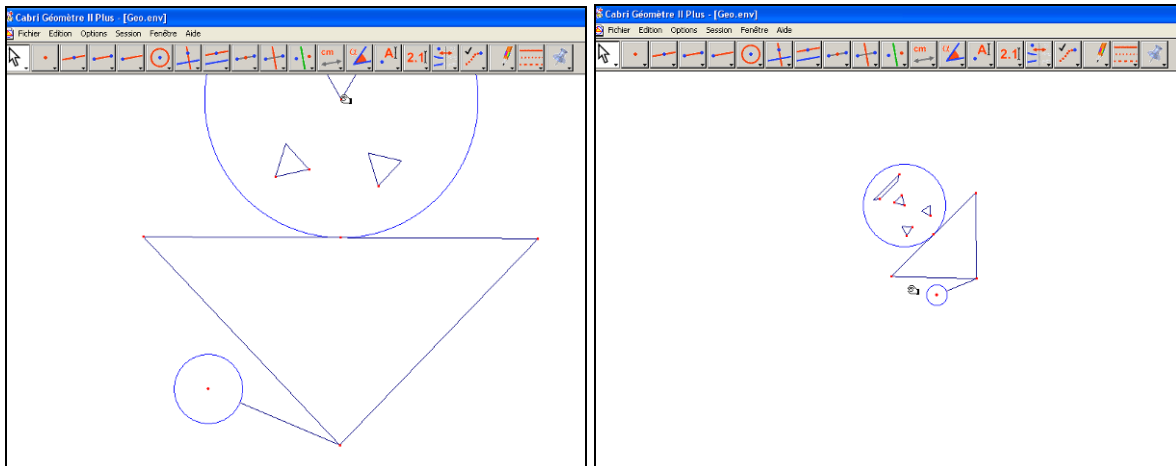 Cabri Géomètre II Plus - [Geo.env]
Fichier Edition Options Session Fenêtre Aide
cm α A 2.1
Cabri Géomètre II Plus - [Geo.env]
Fichier Edition Options Session Fenêtre Aide
cm α A 2.1